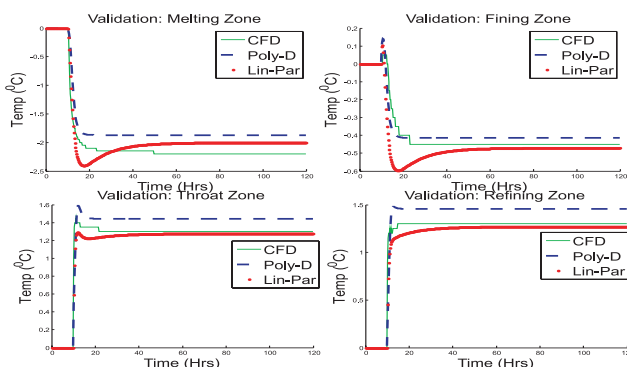 Validation: Melting Zone
Temp (⁰C)
0
-0.5
-1
-1.5
-2
-2.5
0
20
40
60
80
100
120
Time (Hrs)
CFD
Poly-D
Lin-Par
Validation: Fining Zone
Temp (⁰C)
0.2
0.1
0
-0.1
-0.2
-0.3
-0.4
-0.5
-0.6
0
20
40
60
80
100
120
Time (Hrs)
CFD
Poly-D
Lin-Par
Validation: Throat Zone
Temp (⁰C)
1.6
1.4
1.2
1
0.8
0.6
0.4
0.2
0
0
20
40
60
80
100
120
Time (Hrs)
CFD
Poly-D
Lin-Par
Validation: Refining Zone
Temp (⁰C)
1.5
1
0.5
0
0
20
40
60
80
100
120
Time (Hrs)
CFD
Poly-D
Lin-Par